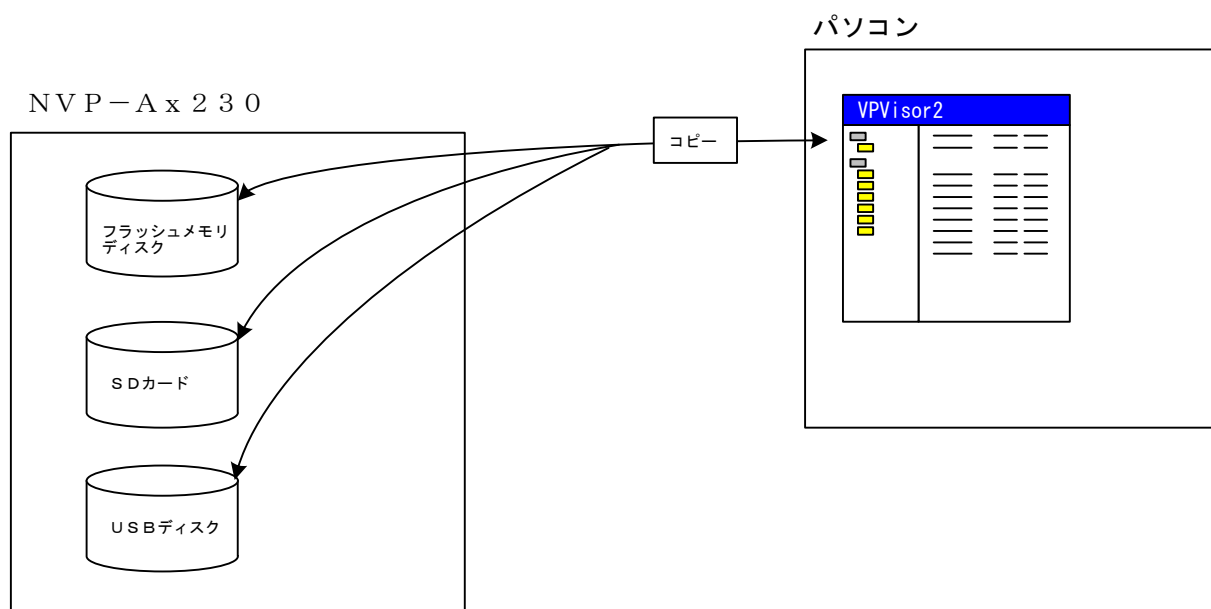 パソコン
NVP－Ax230
VPVisor2
コピー
フラッシュメモリ
ディスク
SDカード
USBディスク